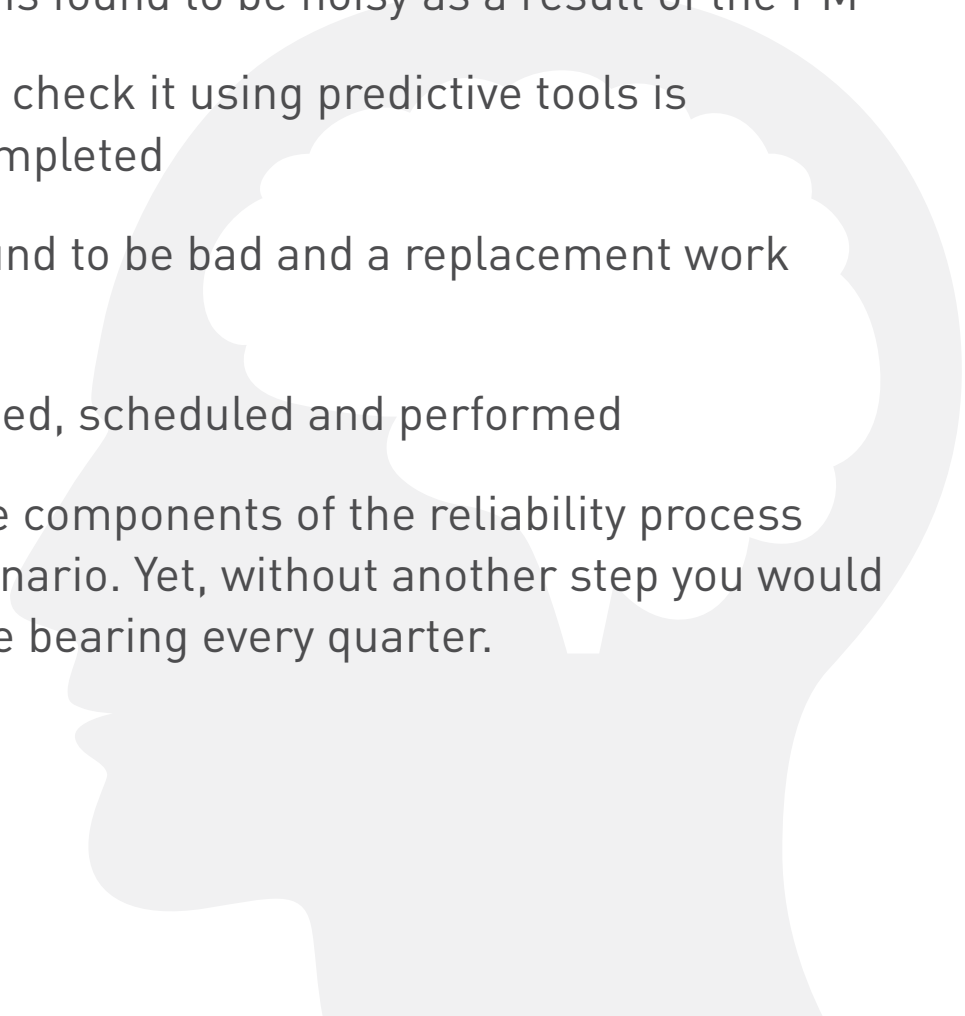 is found to be noisy as a result of the PM
check it using predictive tools is
mpleted
und to be bad and a replacement work
ed, scheduled and performed
e components of the reliability process
nario. Yet, without another step you would
e bearing every quarter.